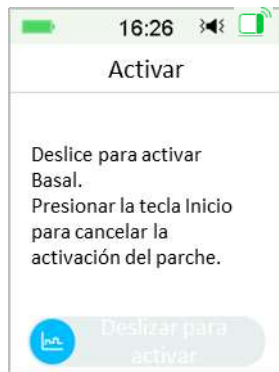 16:26
Activar
Deslice para activar
Basal.
Presionar la tecla Inicio
para cancelar la
activación del parche.
Deslizar para
activar